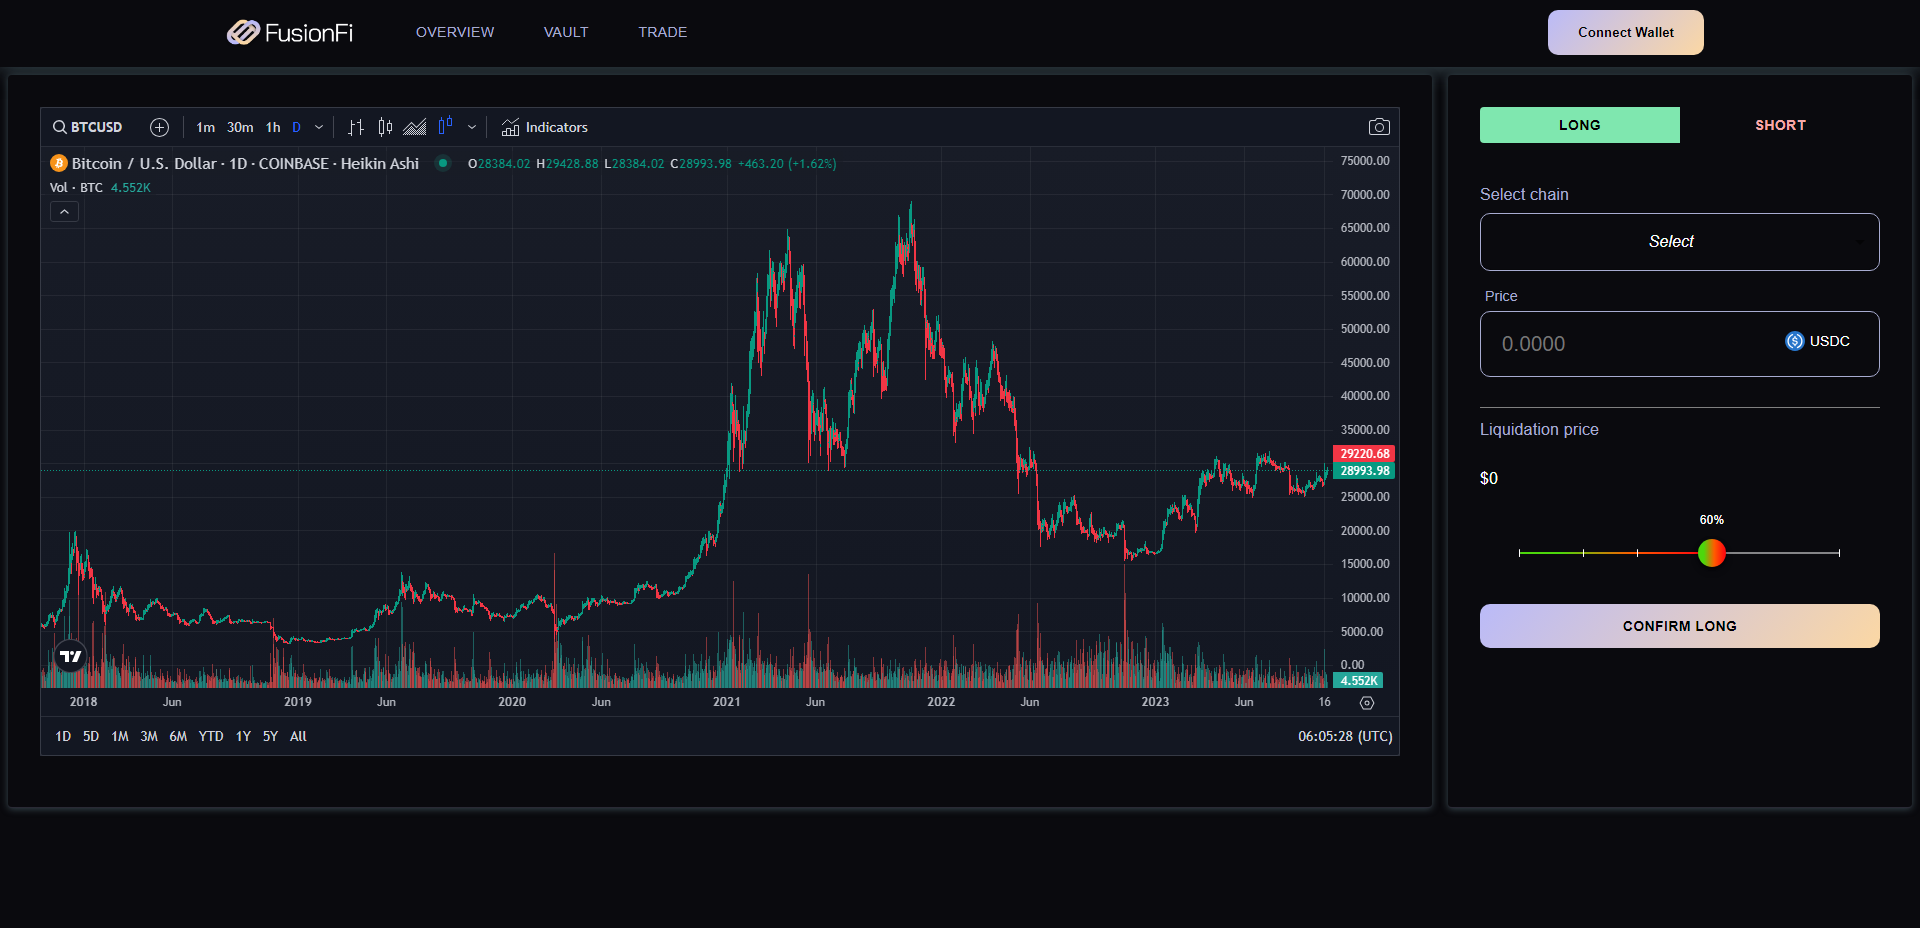 FusionFi OVERVIEW VAULT TRADE Connect Wallet
BTCUSD 1m 30m 1h D Indicators
Bitcoin / U.S. Dollar · 1D · COINBASE · Heikin Ashi O28384.02 H29428.88 L28384.02 C28993.98 +463.20 (+1.62%)
Vol · BTC 4.552K
75000.00
70000.00
65000.00
60000.00
55000.00
50000.00
45000.00
40000.00
35000.00
29220.68
28993.98
25000.00
20000.00
15000.00
10000.00
5000.00
0.00
4.552K
2018 Jun 2019 Jun 2020 Jun 2021 Jun 2022 Jun 2023 Jun 16
1D 5D 1M 3M 6M YTD 1Y 5Y All 06:05:28 (UTC)
LONG SHORT
Select chain
Select
Price
0.0000 USDC
Liquidation price
$0
60%
CONFIRM LONG